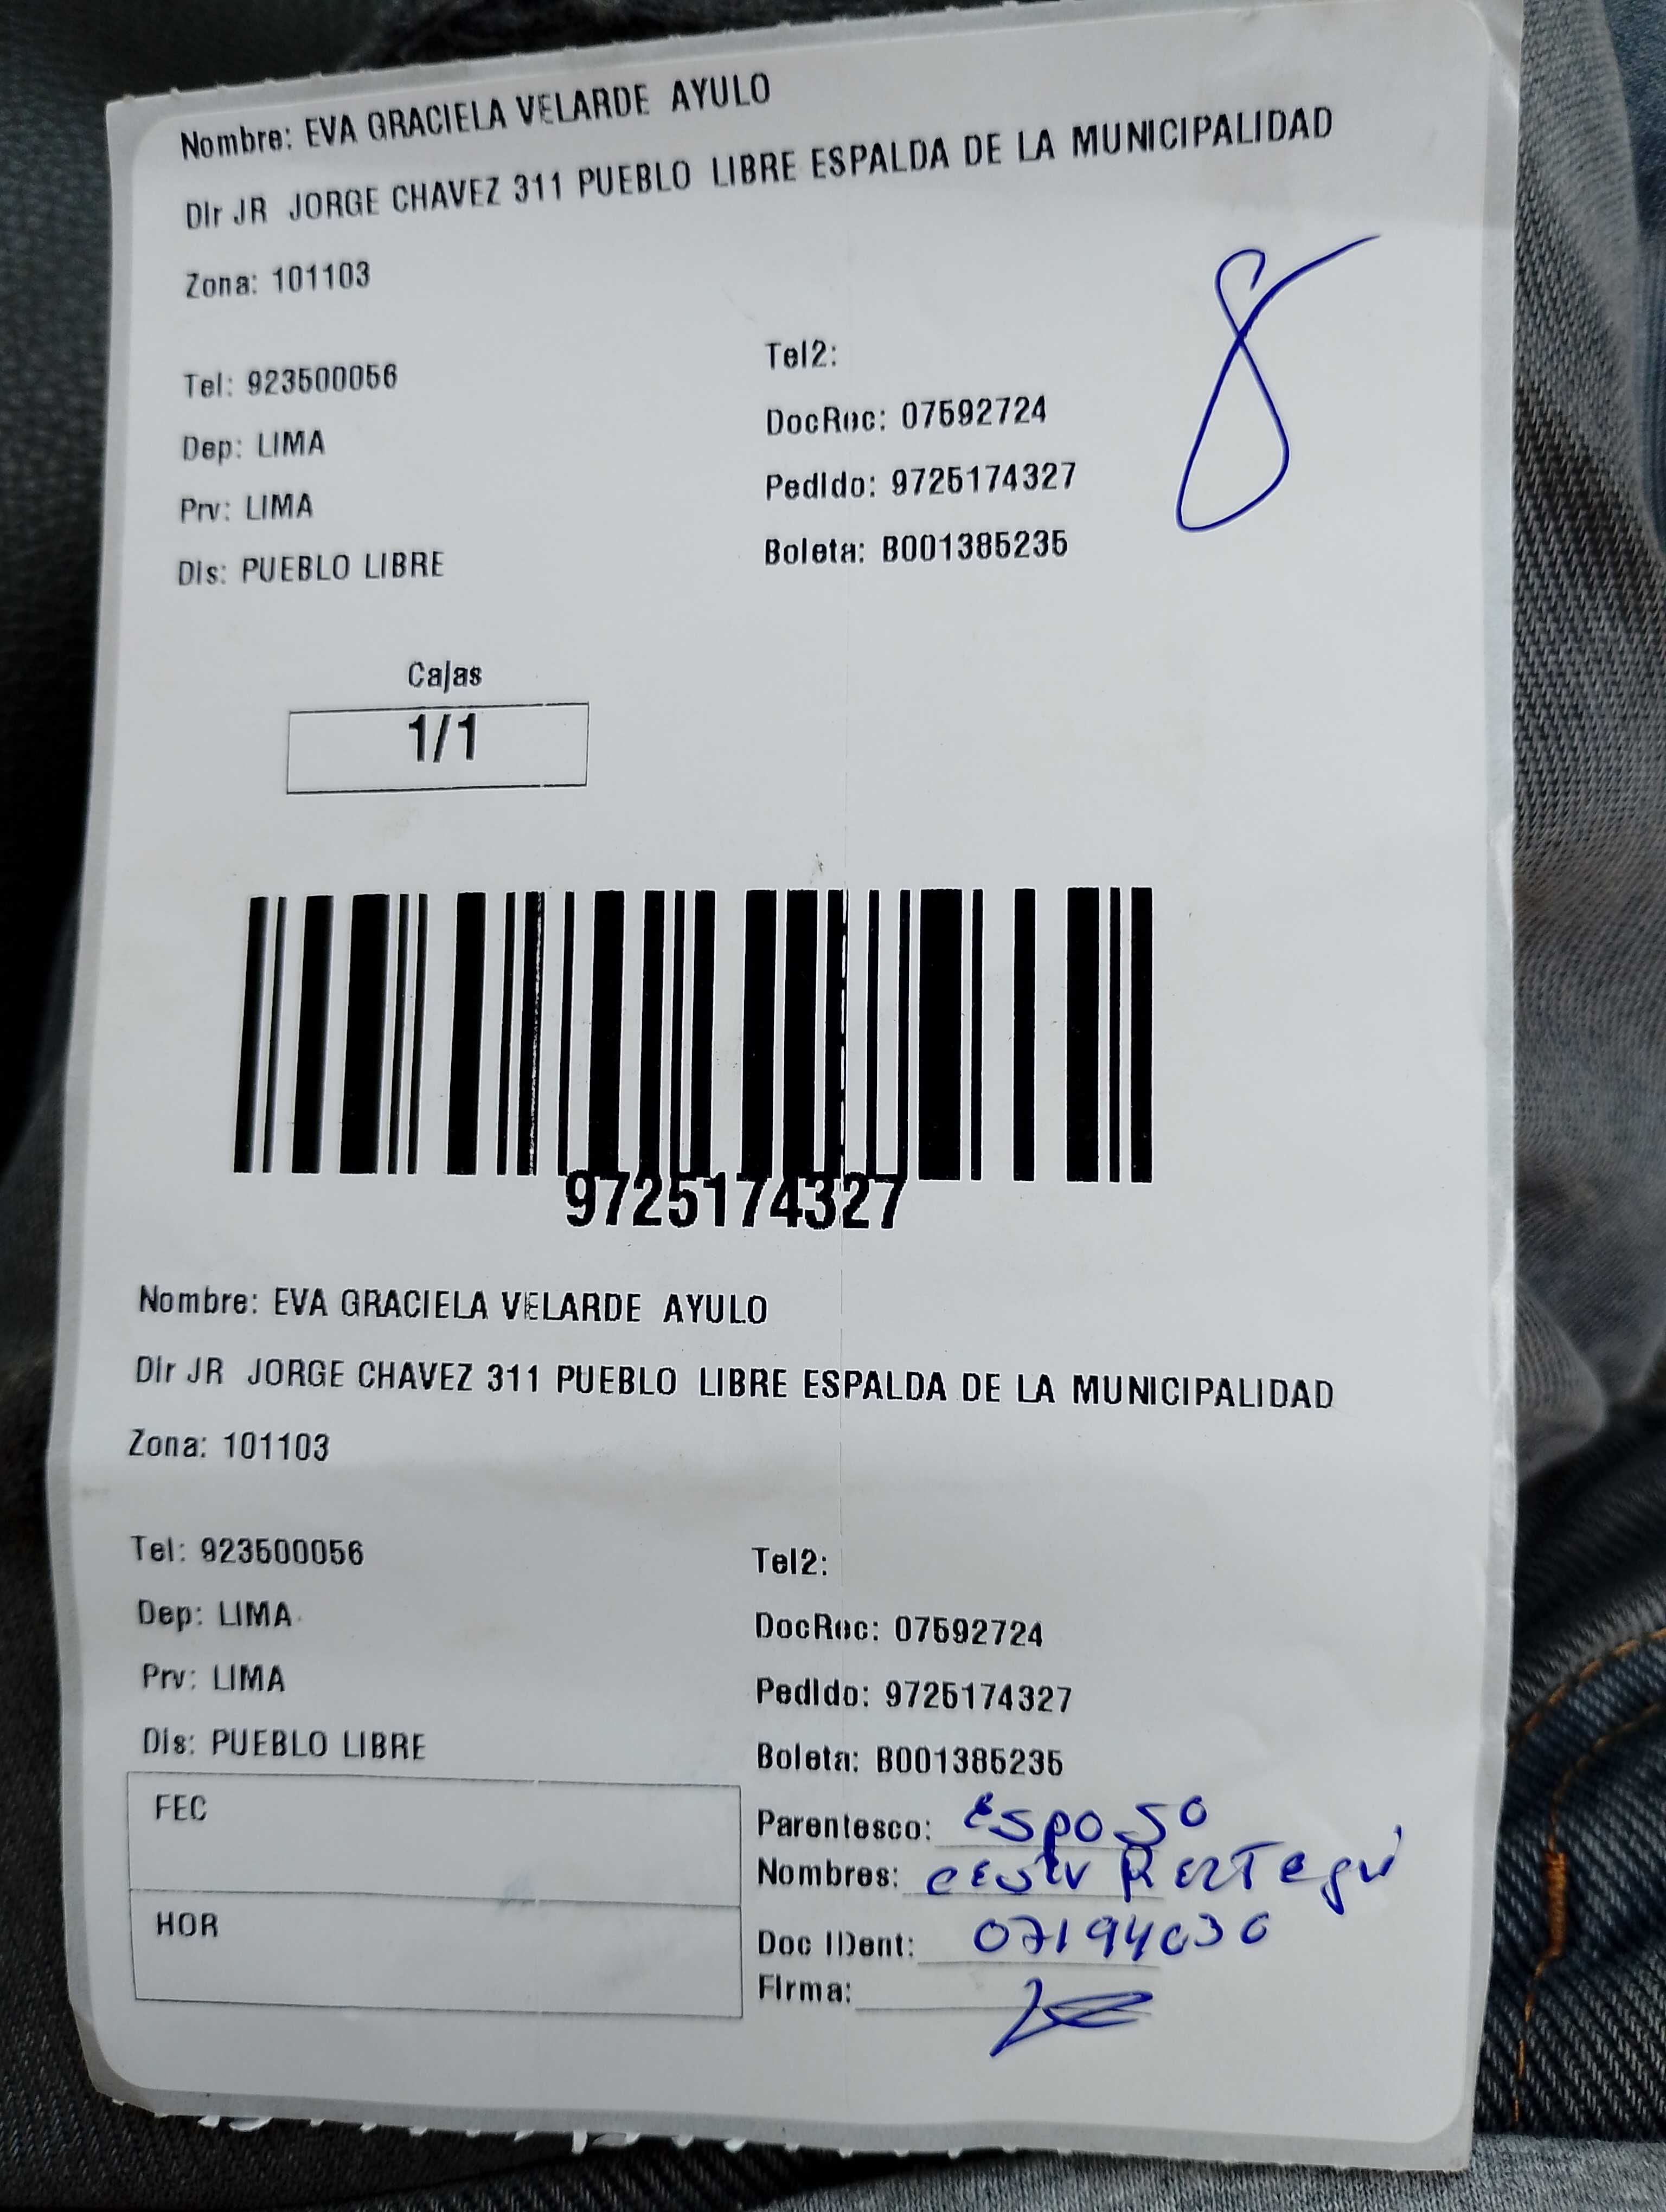 Nombre: EVA GRACIELA VELARDE AYULO
Dir JR JORGE CHAVEZ 311 PUEBLO LIBRE ESPALDA DE LA MUNICIPALIDAD
Zona: 101103
8
Tel: 923500056
Tel2:
Dep: LIMA
DocRec: 07592724
Prv: LIMA
Pedido: 9725174327
Dis: PUEBLO LIBRE
Boleta: B001385235
Cajas
1/1
9725174327
Nombre: EVA GRACIELA VELARDE AYULO
Dir JR JORGE CHAVEZ 311 PUEBLO LIBRE ESPALDA DE LA MUNICIPALIDAD
Zona: 101103
Tel: 923500056
Tel2:
Dep: LIMA
DocRec: 07592724
Prv: LIMA
Pedido: 9725174327
Dis: PUEBLO LIBRE
Boleta: B001385235
FEC
Parentesco: Esposo
Nombres:
HOR
Doc IDent: 07194030
Firma: